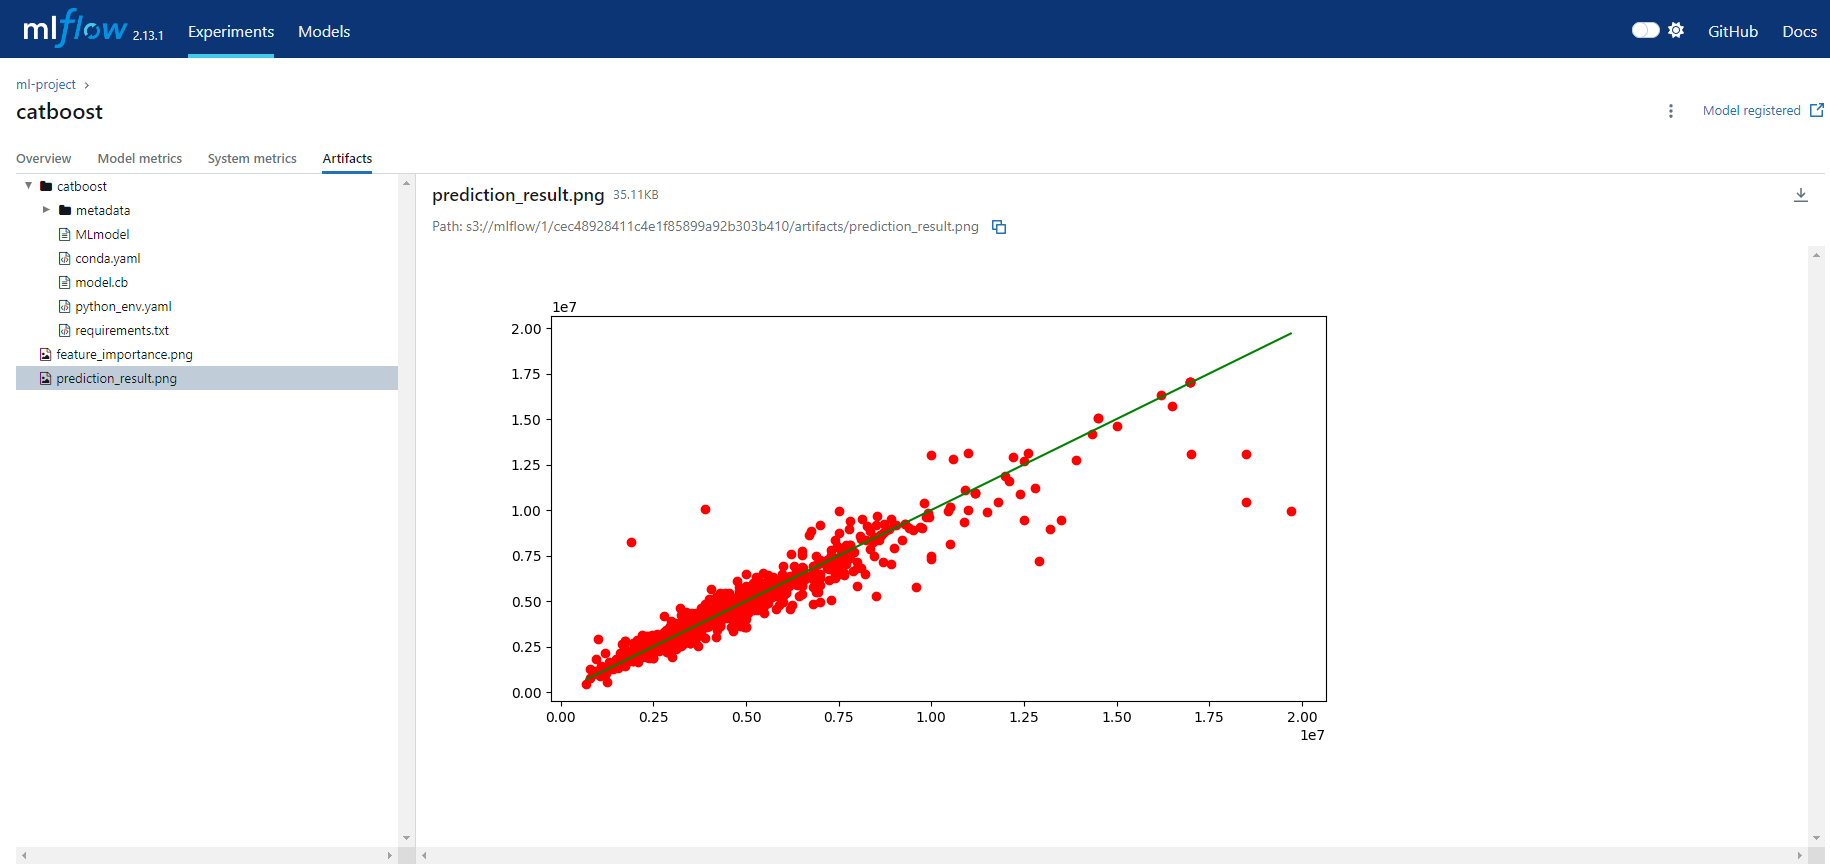 mlflow 2.13.1 Experiments Models GitHub Docs
ml-project
catboost
Model registered
Overview Model metrics System metrics Artifacts
catboost
metadata
MLmodel
conda.yaml
model.cb
python_env.yaml
requirements.txt
feature_importance.png
prediction_result.png
prediction_result.png 35.11KB
Path: s3://mlflow/1/cec48928411c4e1f85899a92b303b410/artifacts/prediction_result.png
1e7
2.00
1.75
1.50
1.25
1.00
0.75
0.50
0.25
0.00
0.00 0.25 0.50 0.75 1.00 1.25 1.50 1.75 2.00
1e7